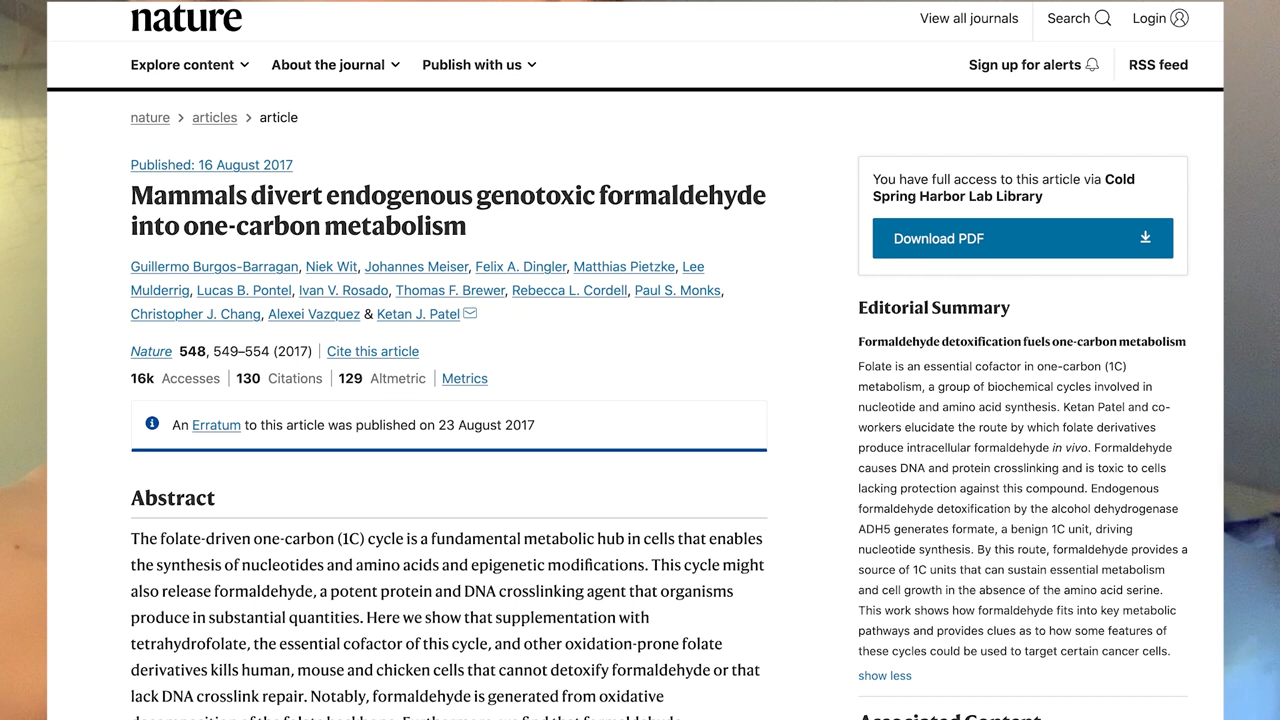 nature
View all journals
Search
Login
Explore content
About the journal
Publish with us
Sign up for alerts
RSS feed
nature > articles > article
Published: 16 August 2017
Mammals divert endogenous genotoxic formaldehyde
into one-carbon metabolism
Guillermo Burgos-Barragan, Niek Wit, Johannes Meiser, Felix A. Dingler, Matthias Pietzke, Lee
Mulderrig, Lucas B. Pontel, Ivan V. Rosado, Thomas F. Brewer, Rebecca L. Cordell, Paul S. Monks,
Christopher J. Chang, Alexei Vazquez & Ketan J. Patel
Nature 548, 549–554 (2017) | Cite this article
16k Accesses | 130 Citations | 129 Altmetric | Metrics
An Erratum to this article was published on 23 August 2017
Abstract
The folate-driven one-carbon (1C) cycle is a fundamental metabolic hub in cells that enables
the synthesis of nucleotides and amino acids and epigenetic modifications. This cycle might
also release formaldehyde, a potent protein and DNA crosslinking agent that organisms
produce in substantial quantities. Here we show that supplementation with
tetrahydrofolate, the essential cofactor of this cycle, and other oxidation-prone folate
derivatives kills human, mouse and chicken cells that cannot detoxify formaldehyde or that
lack DNA crosslink repair. Notably, formaldehyde is generated from oxidative
You have full access to this article via Cold
Spring Harbor Lab Library
Download PDF
Editorial Summary
Formaldehyde detoxification fuels one-carbon metabolism
Folate is an essential cofactor in one-carbon (1C)
metabolism, a group of biochemical cycles involved in
nucleotide and amino acid synthesis. Ketan Patel and co-
workers elucidate the route by which folate derivatives
produce intracellular formaldehyde in vivo. Formaldehyde
causes DNA and protein crosslinking and is toxic to cells
lacking protection against this compound. Endogenous
formaldehyde detoxification by the alcohol dehydrogenase
ADH5 generates formate, a benign 1C unit, driving
nucleotide synthesis. By this route, formaldehyde provides a
source of 1C units that can sustain essential metabolism
and cell growth in the absence of the amino acid serine.
This work shows how formaldehyde fits into key metabolic
pathways and provides clues as to how some features of
these cycles could be used to target certain cancer cells.
show less
Associated Content